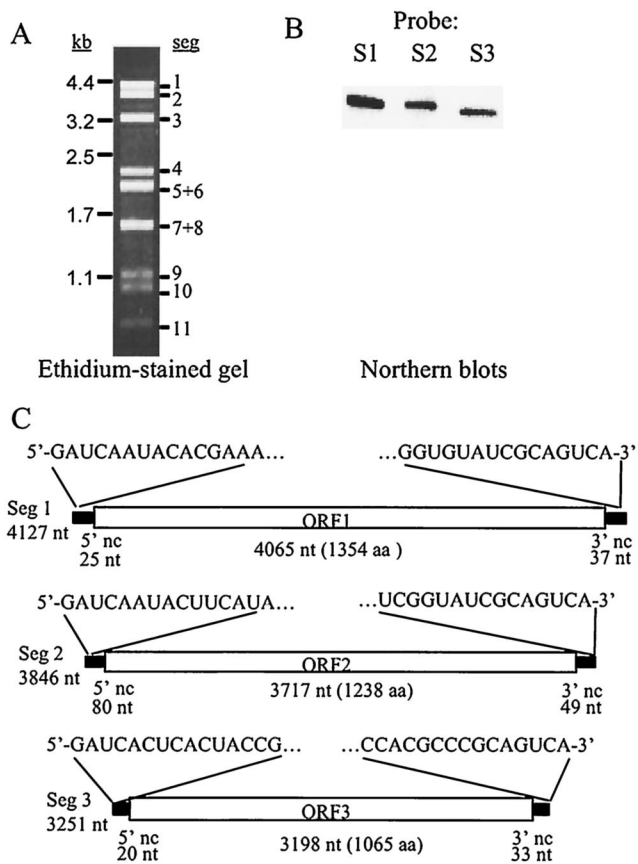 A
kb
seg
4.4
3.2
2.5
1.7
1.1
1
2
3
4
5+6
7+8
9
10
11
Ethidium-stained gel
B
Probe:
S1 S2 S3
Northern blots
C
5'-GAUCAAUACACGAAA... ...GGUGUAUCGCAGUCA-3'
Seg 1
4127 nt
ORF1
5' nc
25 nt
4065 nt (1354 aa )
3' nc
37 nt
5'-GAUCAAUACUUCAUA... ...UCGGUAUCGCAGUCA-3'
Seg 2
3846 nt
ORF2
5' nc
80 nt
3717 nt (1238 aa)
3' nc
49 nt
5'-GAUCACUCACUACCG... ...CCACGCCCGCAGUCA-3'
Seg 3
3251 nt
ORF3
5' nc
20 nt
3198 nt (1065 aa)
3' nc
33 nt